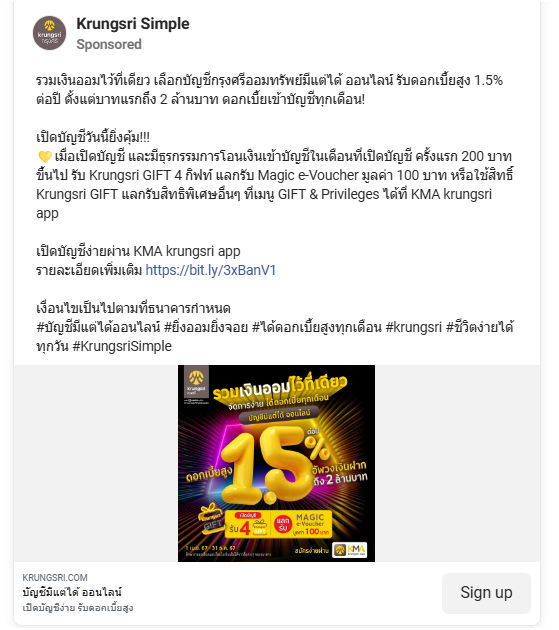 Krungsri Simple
Sponsored
krungsri
กรุงศรี
รวมเงินออมไว้ที่เดียว เลือกบัญชีกรุงศรีออมทรัพย์มีแต่ได้ ออนไลน์ รับดอกเบี้ยสูง 1.5%
ต่อปี ตั้งแต่บาทแรกถึง 2 ล้านบาท ดอกเบี้ยเข้าบัญชีทุกเดือน!
เปิดบัญชีวันนี้ยิ่งคุ้ม!!!
💛 เมื่อเปิดบัญชี และมีธุรกรรมการโอนเงินเข้าบัญชีในเดือนที่เปิดบัญชี ครั้งแรก 200 บาท
ขึ้นไป รับ Krungsri GIFT 4 กิฟท์ แลกรับ Magic e-Voucher มูลค่า 100 บาท หรือใช้สิทธิ์
Krungsri GIFT แลกรับสิทธิพิเศษอื่นๆ ที่เมนู GIFT & Privileges ได้ที่ KMA krungsri
app
เปิดบัญชีง่ายผ่าน KMA krungsri app
รายละเอียดเพิ่มเติม https://bit.ly/3xBanV1
เงื่อนไขเป็นไปตามที่ธนาคารกำหนด
#บัญชีมีแต่ได้ออนไลน์ #ยิ่งออมยิ่งจอย #ได้ดอกเบี้ยสูงทุกเดือน #krungsri #ชีวิตง่ายได้
ทุกวัน #KrungsriSimple
krungsri
รวมเงินออมไว้ที่เดียว
จัดการง่าย ได้ดอกเบี้ยทุกเดือน
บัญชีมีแต่ได้ ออนไลน์
ดอกเบี้ยสูง
1.5%
ต่อปี
อัพวงเงินฝาก
ถึง 2 ล้านบาท
krungsri
GIFT
เปิดบัญชี
รับ 4
แลก
รับ
MAGIC
e-Voucher
มูลค่า 100 บาท
1 เม.ย. 67 - 31 ธ.ค. 67
สมัครง่ายผ่าน
KMA
KRUNGSRI.COM
บัญชีมีแต่ได้ ออนไลน์
เปิดบัญชีง่าย รับดอกเบี้ยสูง
Sign up